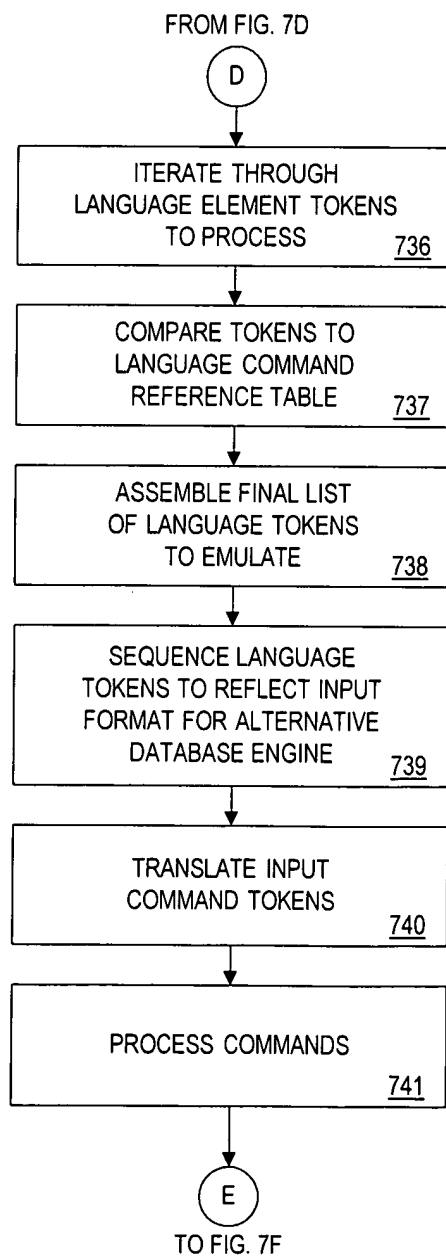 FROM FIG. 7D
D
ITERATE THROUGH
LANGUAGE ELEMENT TOKENS
TO PROCESS
736
COMPARE TOKENS TO
LANGUAGE COMMAND
REFERENCE TABLE
737
ASSEMBLE FINAL LIST
OF LANGUAGE TOKENS
TO EMULATE
738
SEQUENCE LANGUAGE
TOKENS TO REFLECT INPUT
FORMAT FOR ALTERNATIVE
DATABASE ENGINE
739
TRANSLATE INPUT
COMMAND TOKENS
740
PROCESS COMMANDS
741
E
TO FIG. 7F